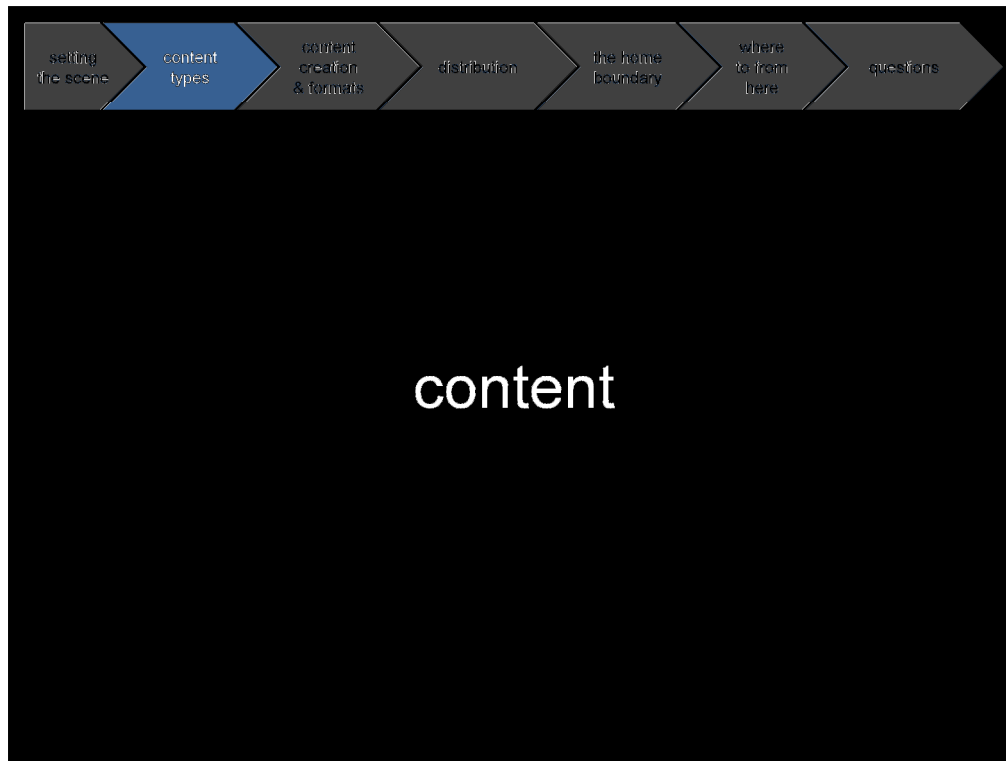 setting
the scene
content
types
content
creation
& formats
distribution
the home
boundary
where
to from
here
questions
content